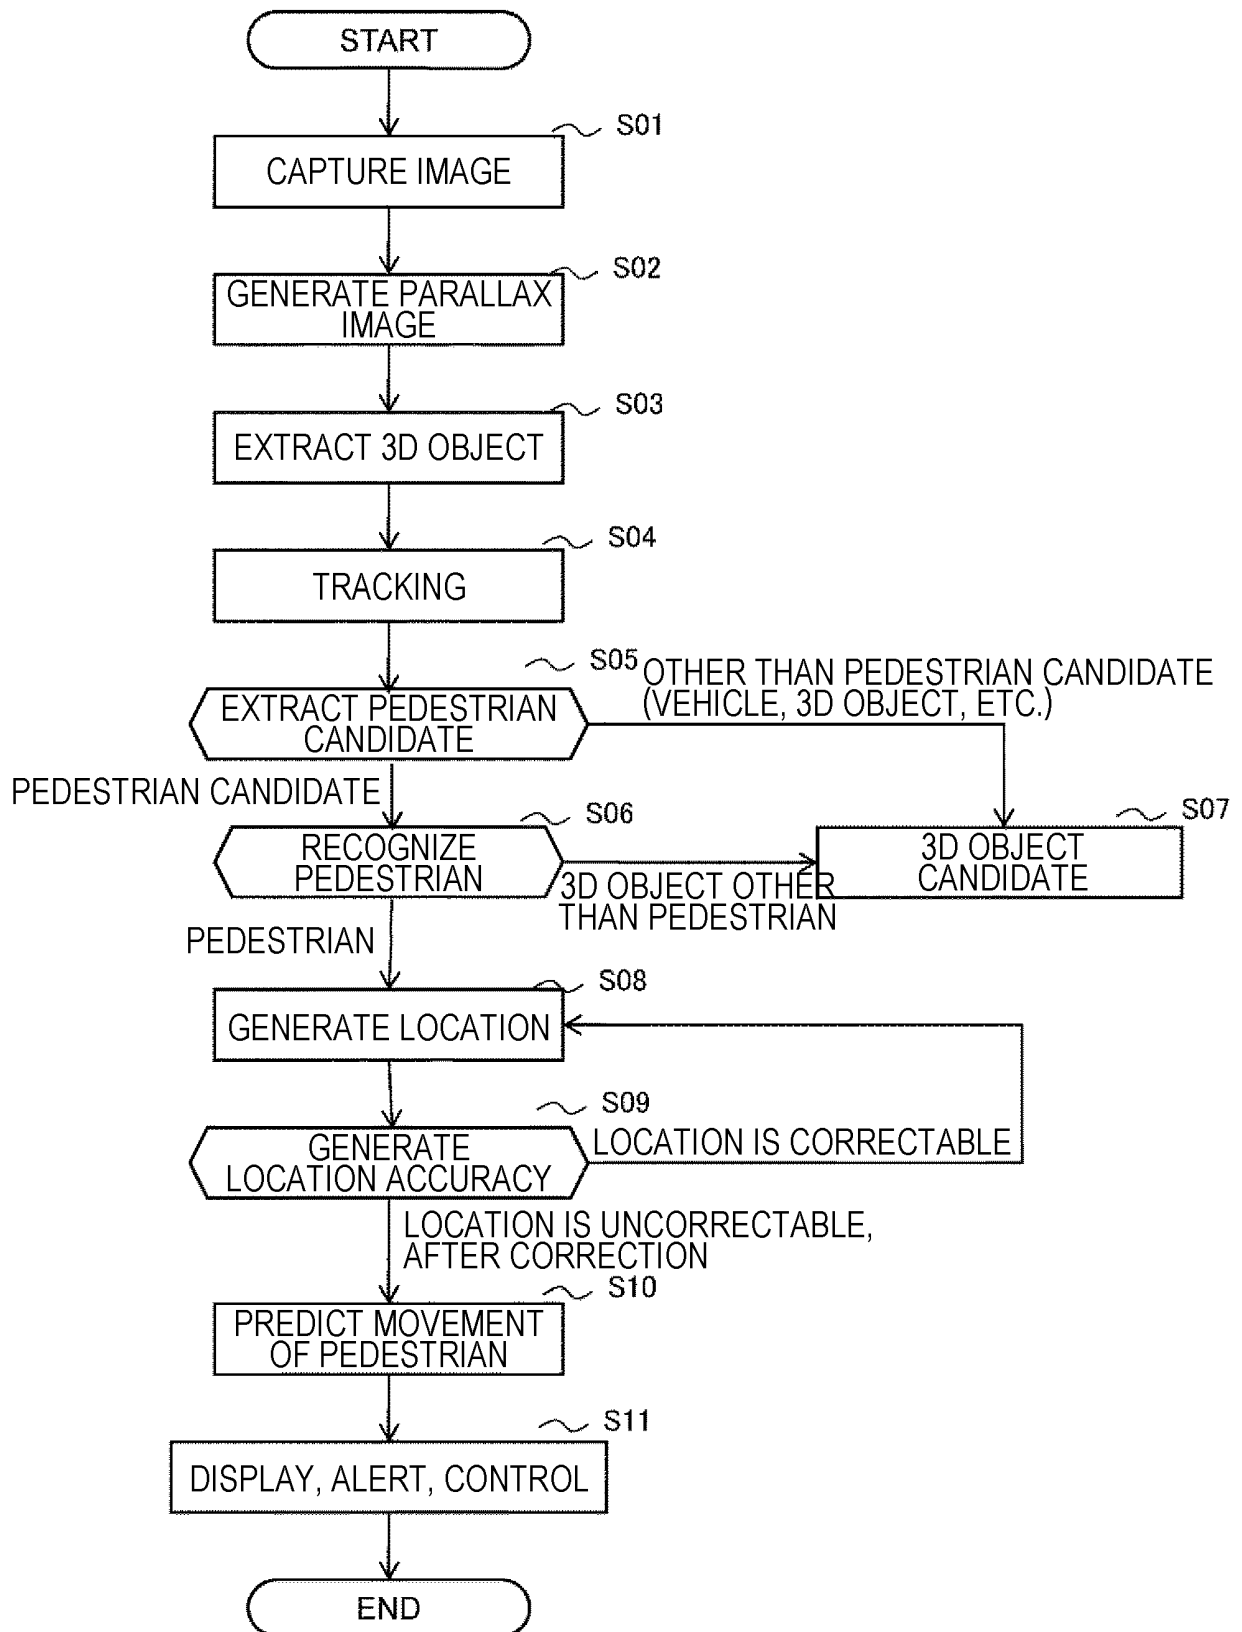 START
S01
CAPTURE IMAGE
S02
GENERATE PARALLAX
IMAGE
S03
EXTRACT 3D OBJECT
S04
TRACKING
S05
OTHER THAN PEDESTRIAN CANDIDATE
(VEHICLE, 3D OBJECT, ETC.)
EXTRACT PEDESTRIAN
CANDIDATE
PEDESTRIAN CANDIDATE
S06
S07
RECOGNIZE
PEDESTRIAN
3D OBJECT
CANDIDATE
3D OBJECT OTHER
THAN PEDESTRIAN
PEDESTRIAN
S08
GENERATE LOCATION
S09
GENERATE
LOCATION ACCURACY
LOCATION IS CORRECTABLE
LOCATION IS UNCORRECTABLE,
AFTER CORRECTION
S10
PREDICT MOVEMENT
OF PEDESTRIAN
S11
DISPLAY, ALERT, CONTROL
END